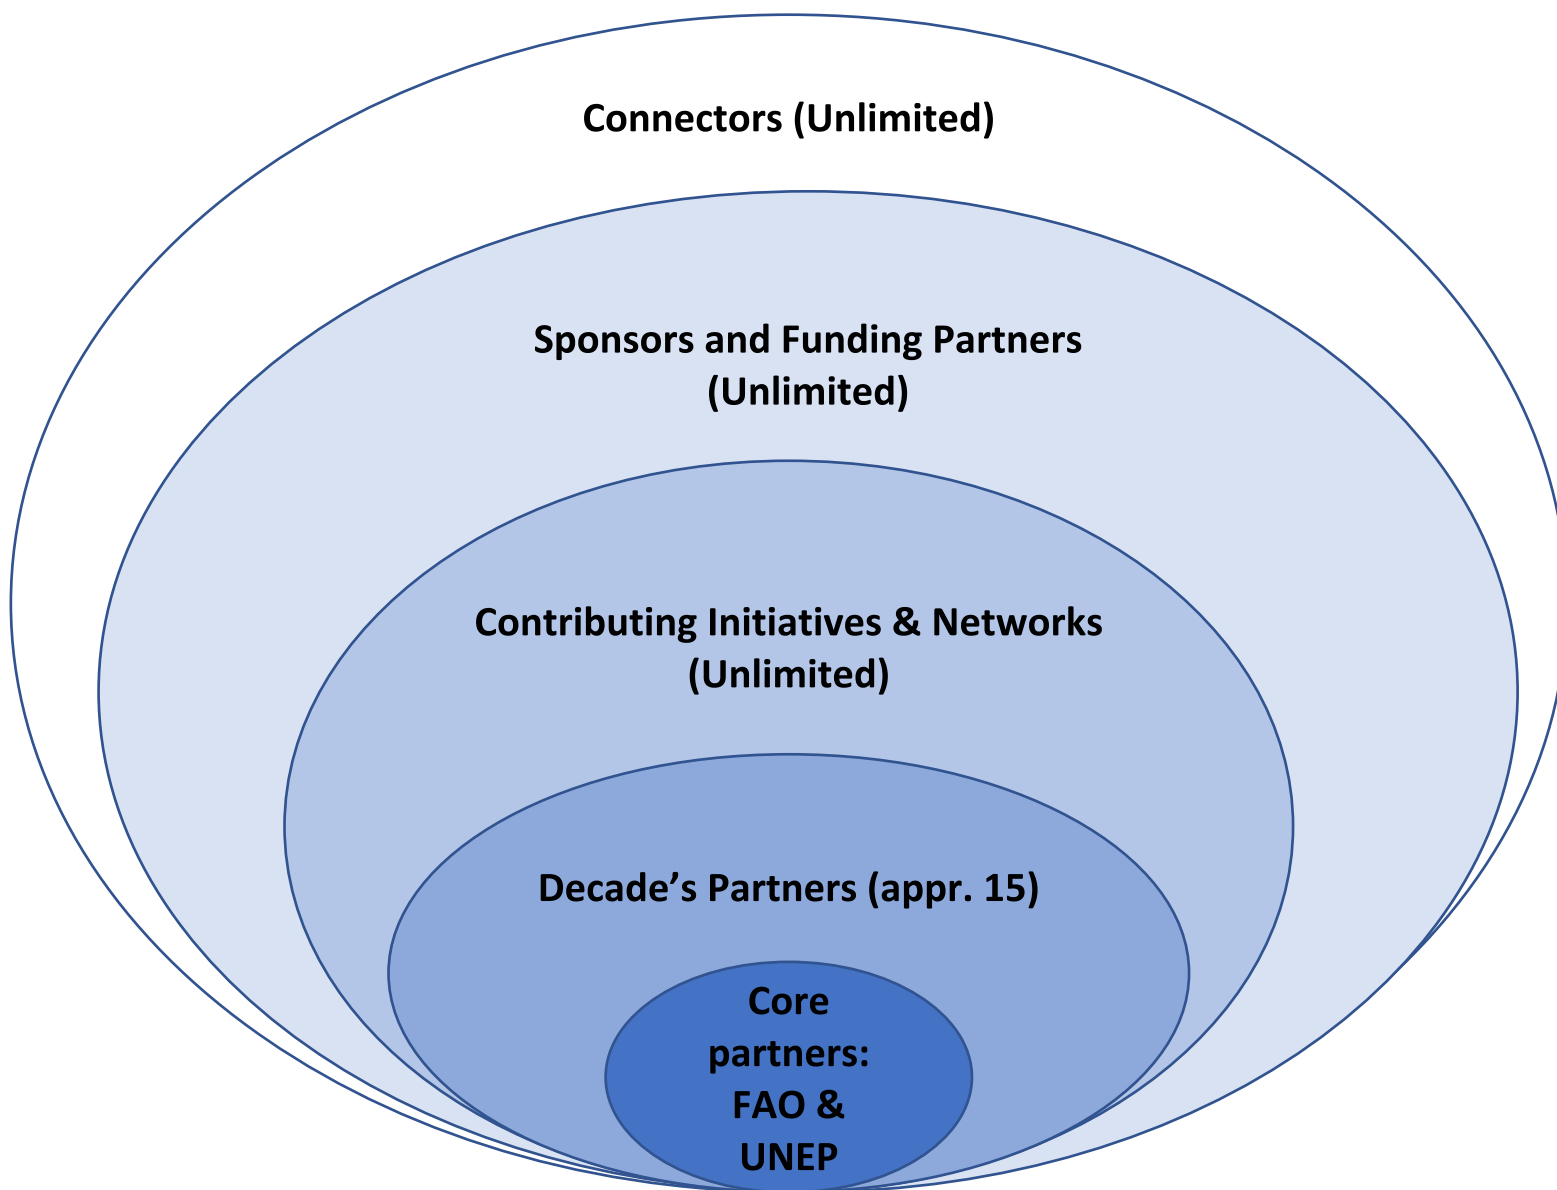 Connectors (Unlimited)
Sponsors and Funding Partners
(Unlimited)
Contributing Initiatives & Networks
(Unlimited)
Decade’s Partners (appr. 15)
Core
partners:
FAO &
UNEP